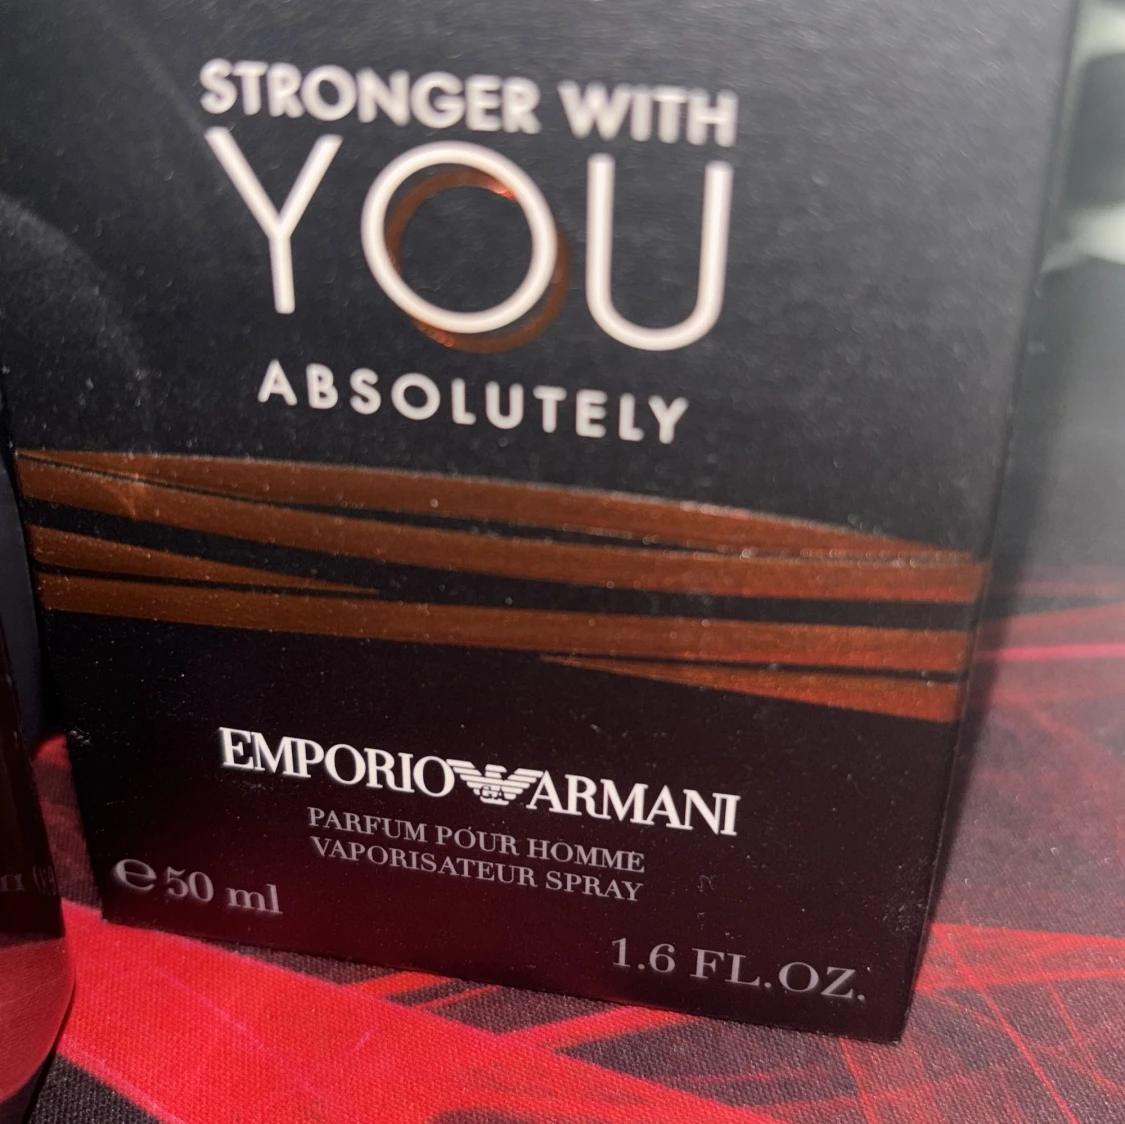 STRONGER WITH
YOU
ABSOLUTELY
EMPORIO ARMANI
PARFUM POUR HOMME
VAPORISATEUR SPRAY
℮50 ml
1.6 FL.OZ.